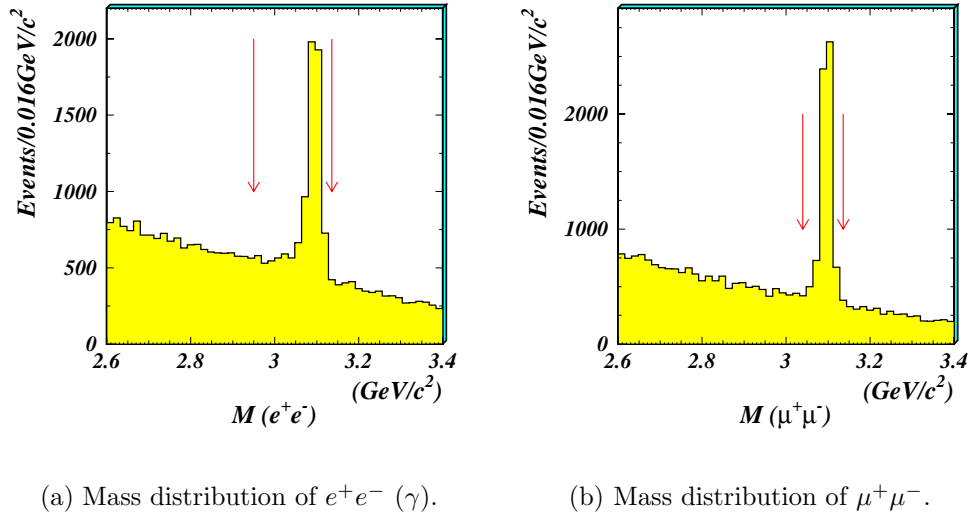 Events/0.016GeV/c²
2000
1500
1000
500
0
2.6 2.8 3 3.2 3.4
(GeV/c²)
M (e⁺e⁻)
(a) Mass distribution of e⁺e⁻ (γ).
Events/0.016GeV/c²
2000
1000
0
2.6 2.8 3 3.2 3.4
(GeV/c²)
M (μ⁺μ⁻)
(b) Mass distribution of μ⁺μ⁻.